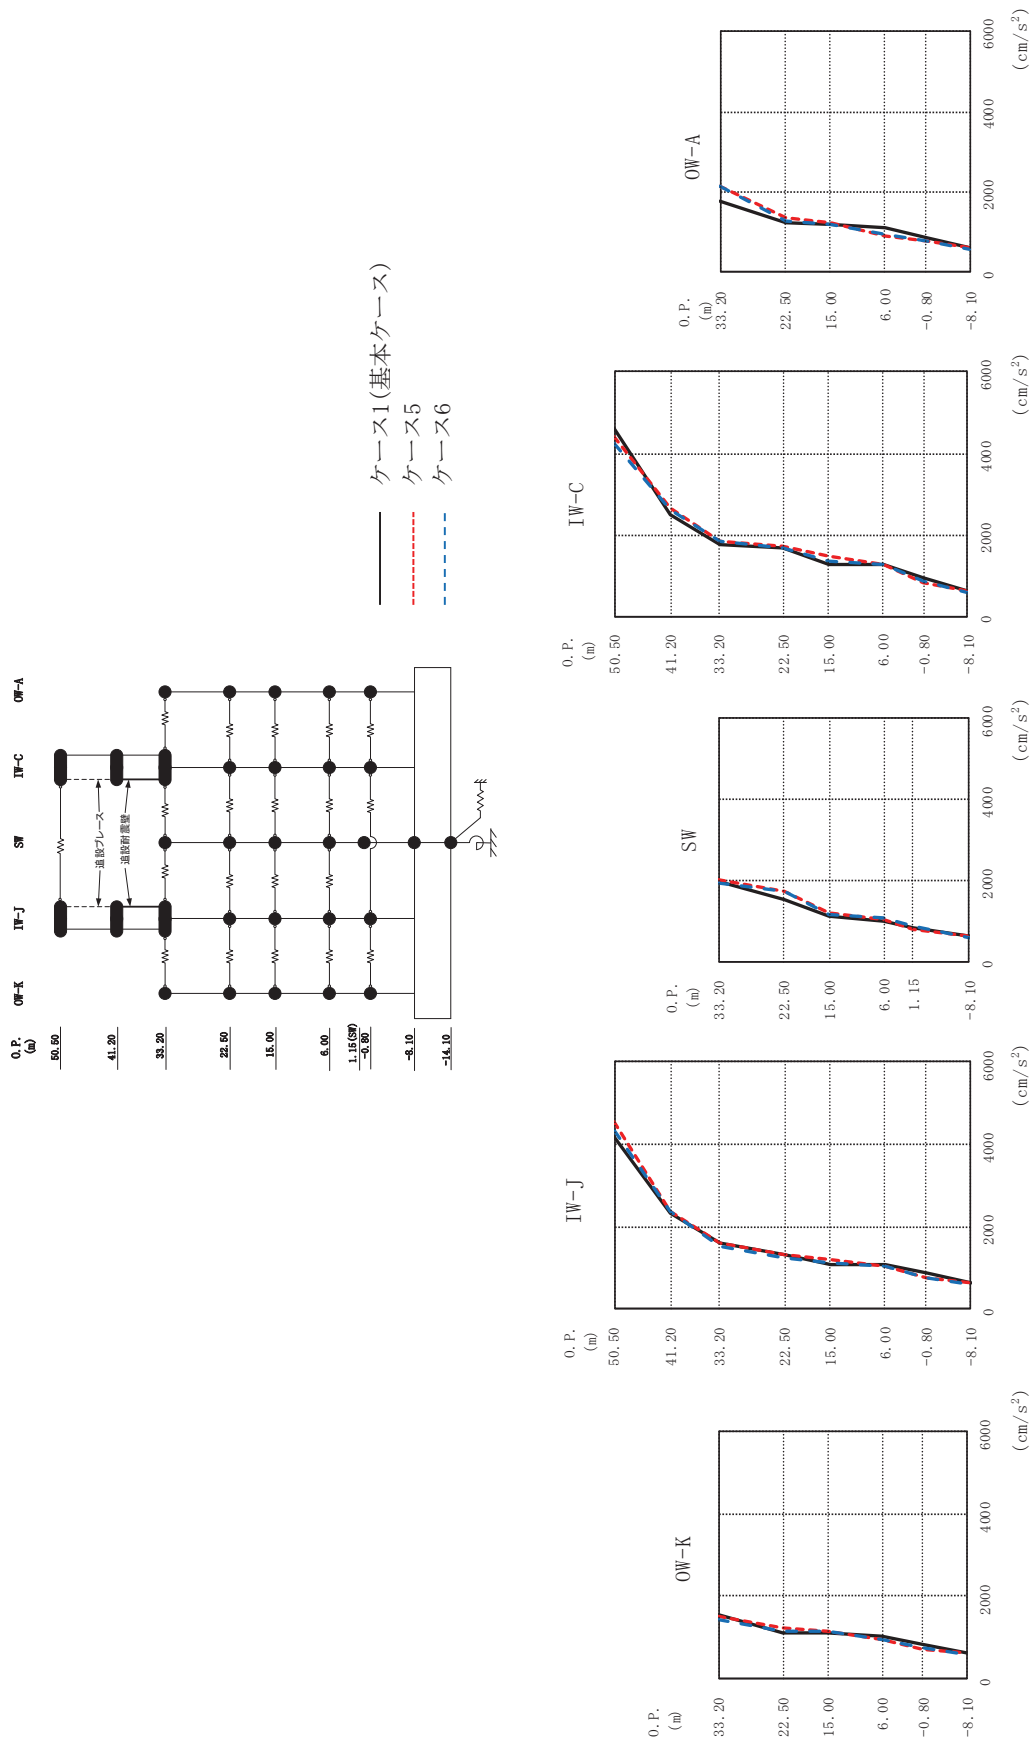 O.P.
(m)
OW-K
IW-J
SW
IW-C
OW-A
50.50
41.20
33.20
22.50
15.00
6.00
1.15(SW)
-0.80
-8.10
-14.10
追設ブレース
追設耐震壁
ケース1(基本ケース)
ケース5
ケース6
OW-K
O.P.
(m)
33.20
22.50
15.00
6.00
-0.80
-8.10
0
2000
4000
6000
(cm/s²)
IW-J
O.P.
(m)
50.50
41.20
33.20
22.50
15.00
6.00
-0.80
-8.10
0
2000
4000
6000
(cm/s²)
SW
O.P.
(m)
33.20
22.50
15.00
6.00
1.15
-8.10
0
2000
4000
6000
(cm/s²)
IW-C
O.P.
(m)
50.50
41.20
33.20
22.50
15.00
6.00
-0.80
-8.10
0
2000
4000
6000
(cm/s²)
OW-A
O.P.
(m)
33.20
22.50
15.00
6.00
-0.80
-8.10
0
2000
4000
6000
(cm/s²)